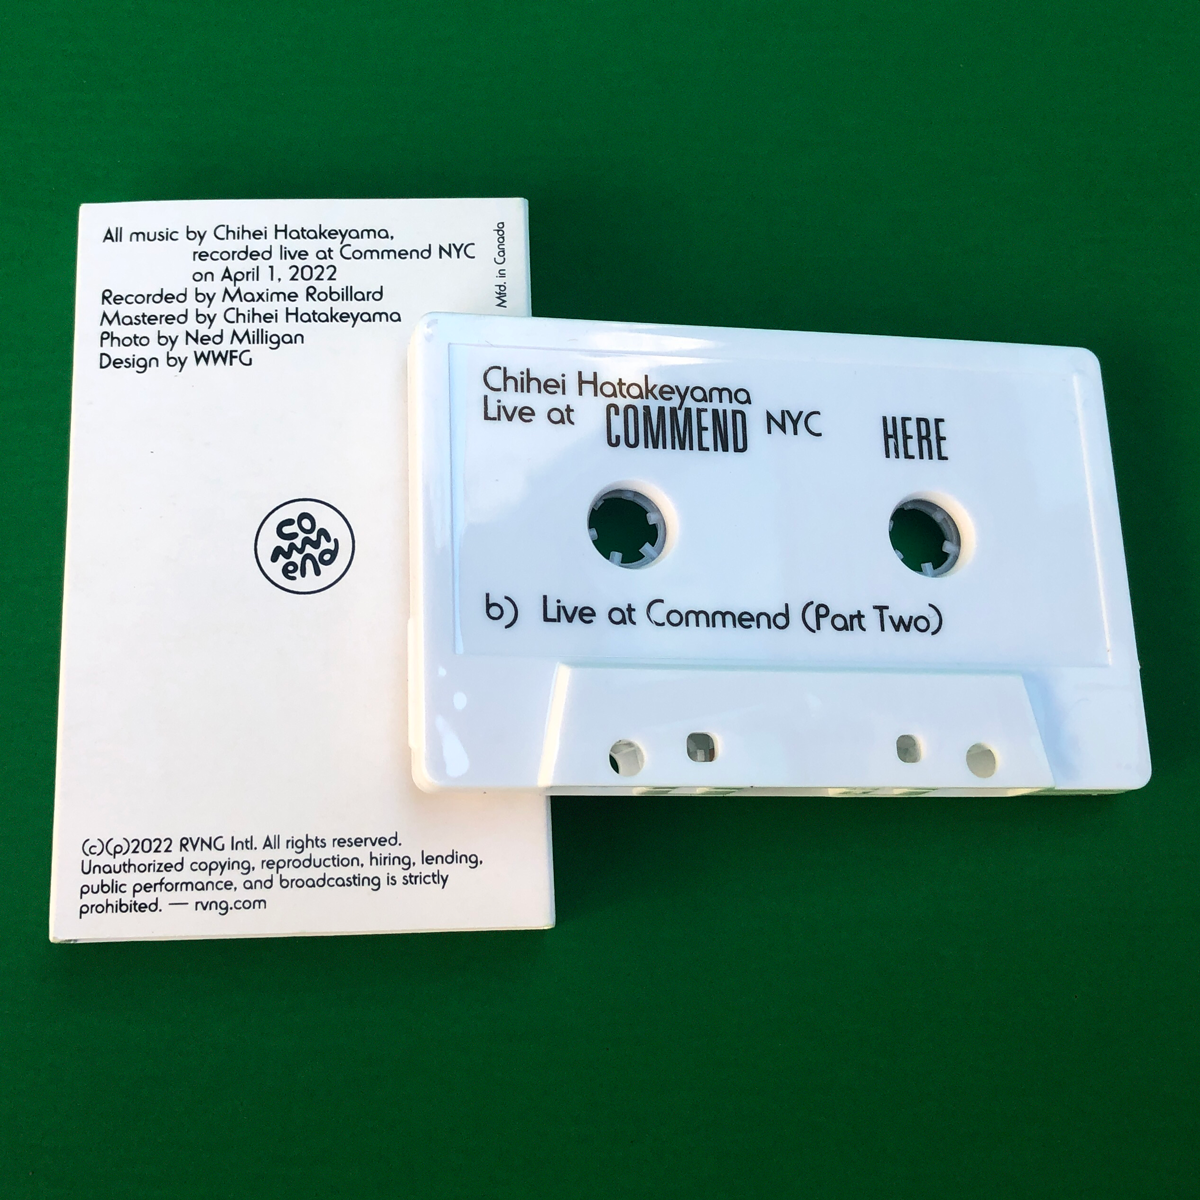 All music by Chihei Hatakeyama,
recorded live at Commend NYC
on April 1, 2022
Recorded by Maxime Robillard
Mastered by Chihei Hatakeyama
Photo by Ned Milligan
Design by WWFG
Mfd. in Canada
co
mm
end
(c)(p)2022 RVNG Intl. All rights reserved.
Unauthorized copying, reproduction, hiring, lending,
public performance, and broadcasting is strictly
prohibited. — rvng.com
Chihei Hatakeyama
Live at COMMEND NYC HERE
b) Live at Commend (Part Two)